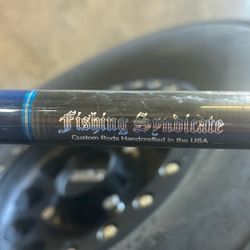 Fishing Syndicate
Custom Rods Handcrafted in the USA